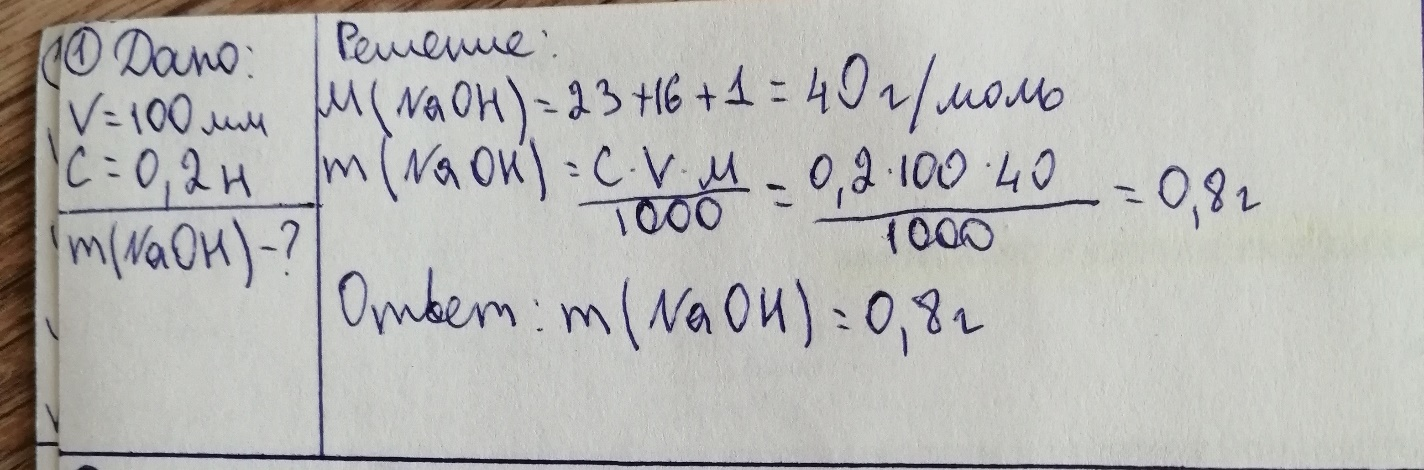 ① Дано:
V=100 мл
C=0,2 н
m(NaOH)-?
Решение:
M(NaOH)=23+16+1=40 г/моль
m(NaOH)=C·V·M/1000=0,2·100·40/1000=0,8 г
Ответ: m(NaOH)=0,8 г